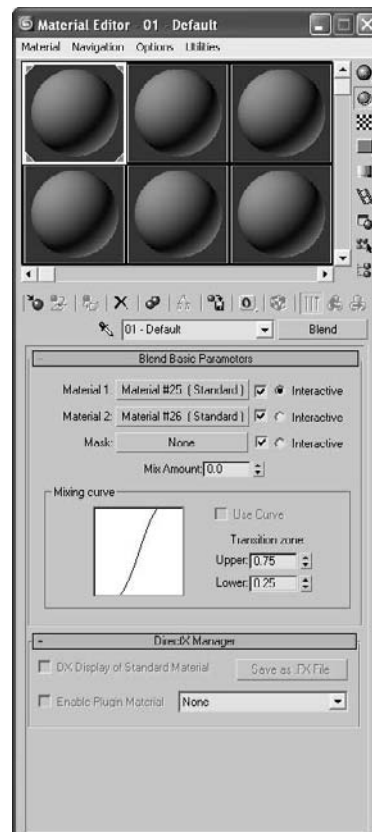 Material Editor - 01 - Default
Material Navigation Options Utilities
01 - Default Blend
- Blend Basic Parameters
Material 1: Material #25 ( Standard ) Interactive
Material 2: Material #26 ( Standard ) Interactive
Mask: None Interactive
Mix Amount: 0.0
Mixing curve
Use Curve
Transition zone:
Upper: 0.75
Lower: 0.25
- DirectX Manager
DX Display of Standard Material Save as .FX File
Enable Plugin Material None